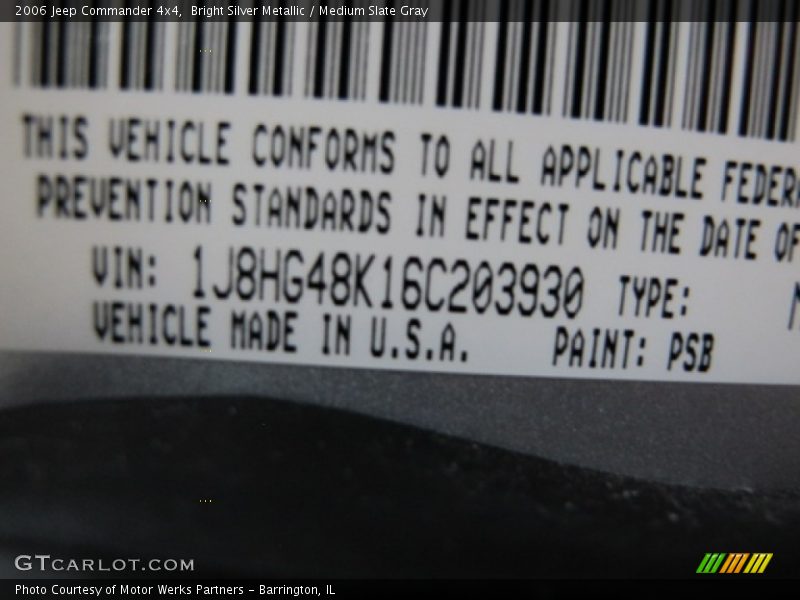 2006 Jeep Commander 4x4, Bright Silver Metallic / Medium Slate Gray
THIS VEHICLE CONFORMS TO ALL APPLICABLE FEDERA
PREVENTION STANDARDS IN EFFECT ON THE DATE OF
VIN: 1J8HG48K16C203930 TYPE: M
VEHICLE MADE IN U.S.A. PAINT: PSB
GTCARLOT.COM
Photo Courtesy of Motor Werks Partners - Barrington, IL